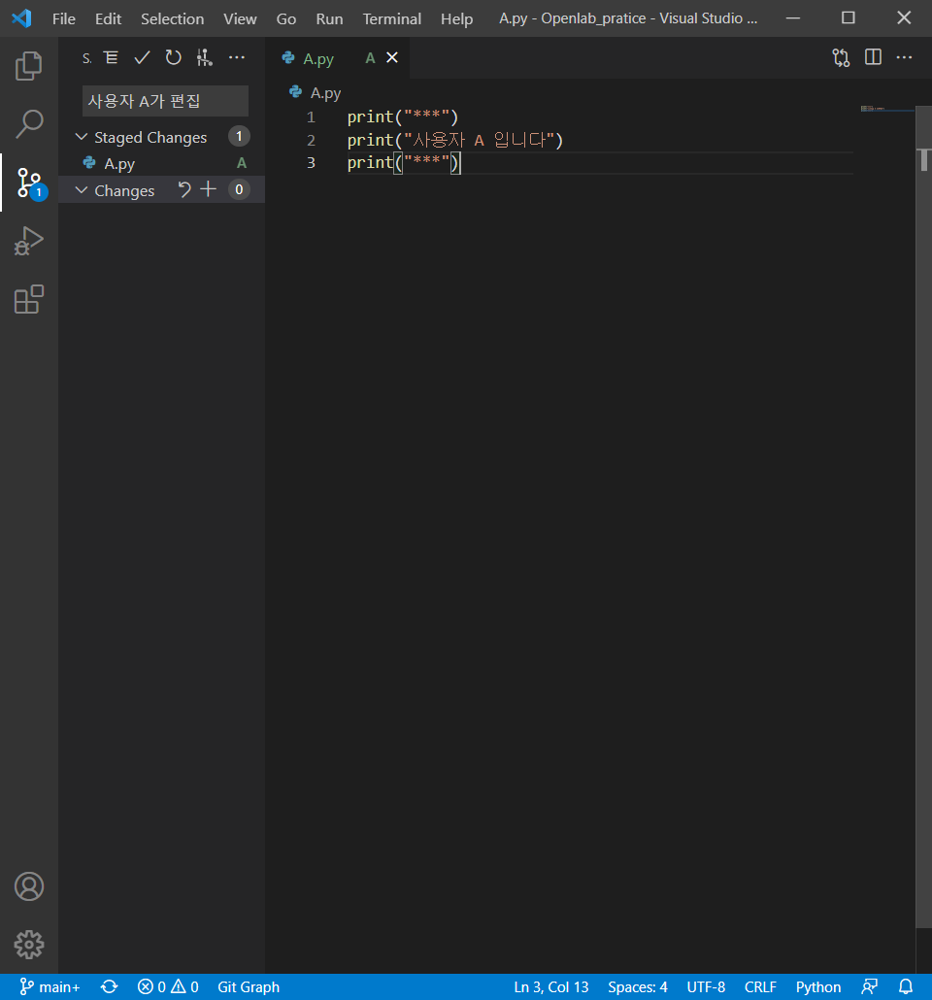 File Edit Selection View Go Run Terminal Help A.py - Openlab_pratice - Visual Studio ...
S.
사용자 A가 편집
Staged Changes 1
A.py A
Changes 0
1
A.py A
A.py
1 print("***")
2 print("사용자 A 입니다")
3 print("***")
main+ 0 0 Git Graph Ln 3, Col 13 Spaces: 4 UTF-8 CRLF Python